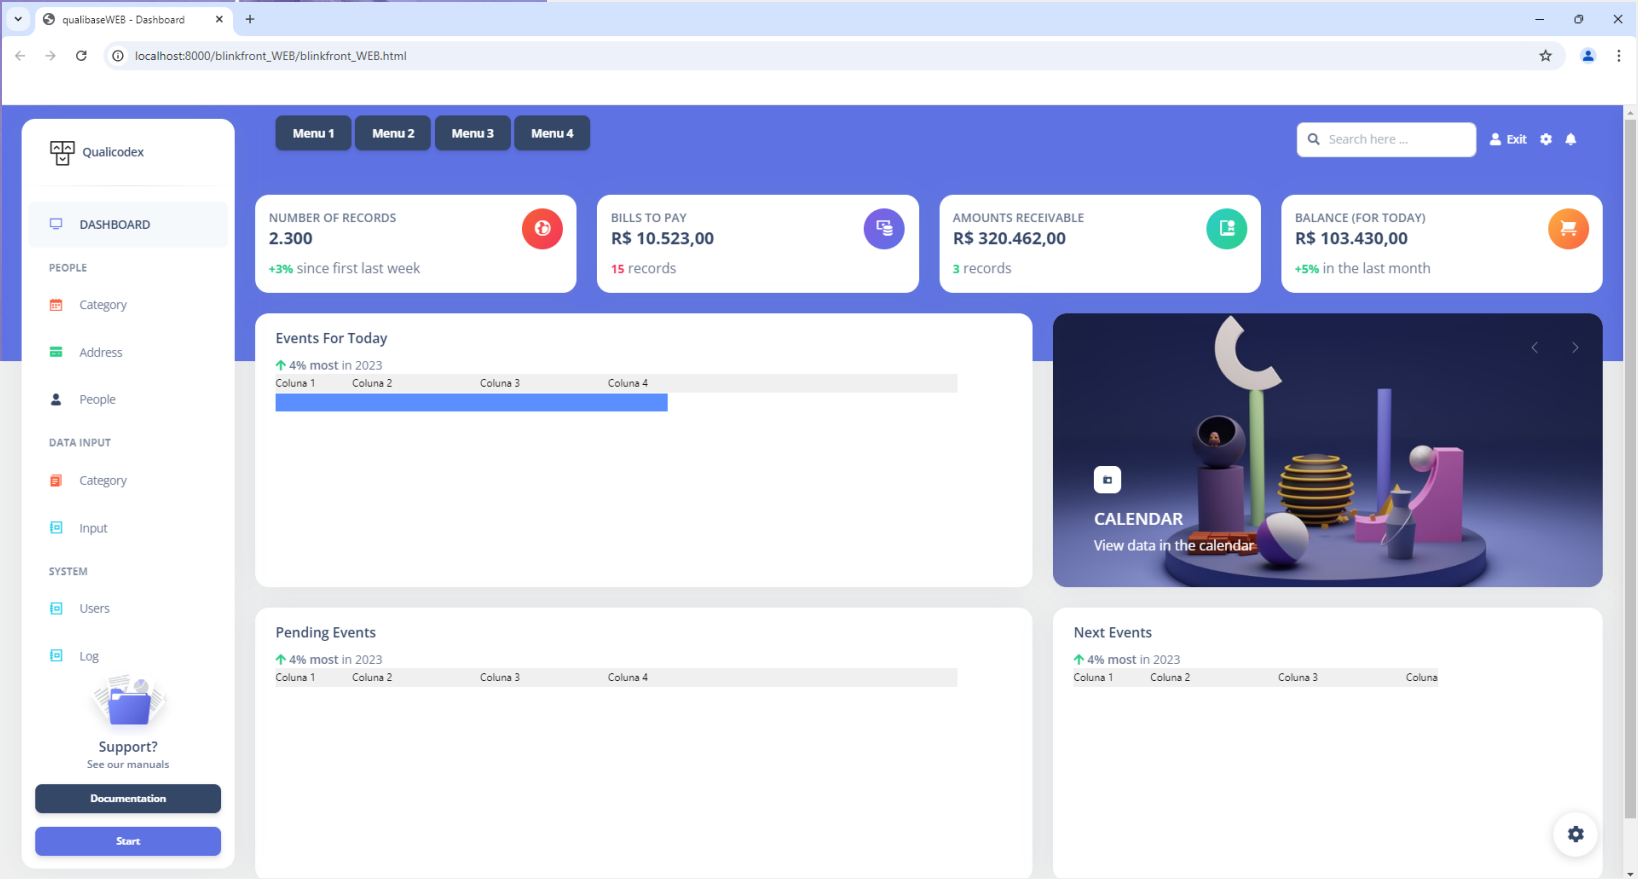 qualibaseWEB - Dashboard
localhost:8000/blinkfront_WEB/blinkfront_WEB.html
Qualicodex
DASHBOARD
PEOPLE
Category
Address
People
DATA INPUT
Category
Input
SYSTEM
Users
Log
Support?
See our manuals
Documentation
Start
Menu 1 Menu 2 Menu 3 Menu 4
Search here ... Exit
NUMBER OF RECORDS
2.300
+3% since first last week
BILLS TO PAY
R$ 10.523,00
15 records
AMOUNTS RECEIVABLE
R$ 320.462,00
3 records
BALANCE (FOR TODAY)
R$ 103.430,00
+5% in the last month
Events For Today
4% most in 2023
Coluna 1 Coluna 2 Coluna 3 Coluna 4
CALENDAR
View data in the calendar
Pending Events
4% most in 2023
Coluna 1 Coluna 2 Coluna 3 Coluna 4
Next Events
4% most in 2023
Coluna 1 Coluna 2 Coluna 3 Coluna